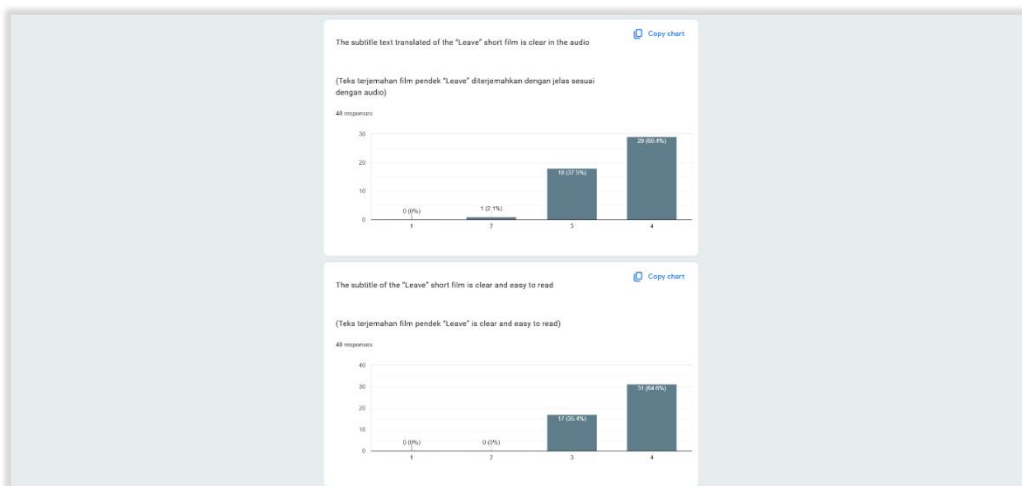 Copy chart
The subtitle text translated of the “Leave” short film is clear in the audio
(Teks terjemahan film pendek “Leave” diterjemahkan dengan jelas sesuai
dengan audio)
48 responses
30
29 (60.4%)
20
18 (37.5%)
10
0 (0%)
1 (2.1%)
0
1 2 3 4
Copy chart
The subtitle of the “Leave” short film is clear and easy to read
(Teks terjemahan film pendek “Leave” is clear and easy to read)
48 responses
40
30
31 (64.6%)
20
17 (35.4%)
10
0 (0%)
0 (0%)
0
1 2 3 4